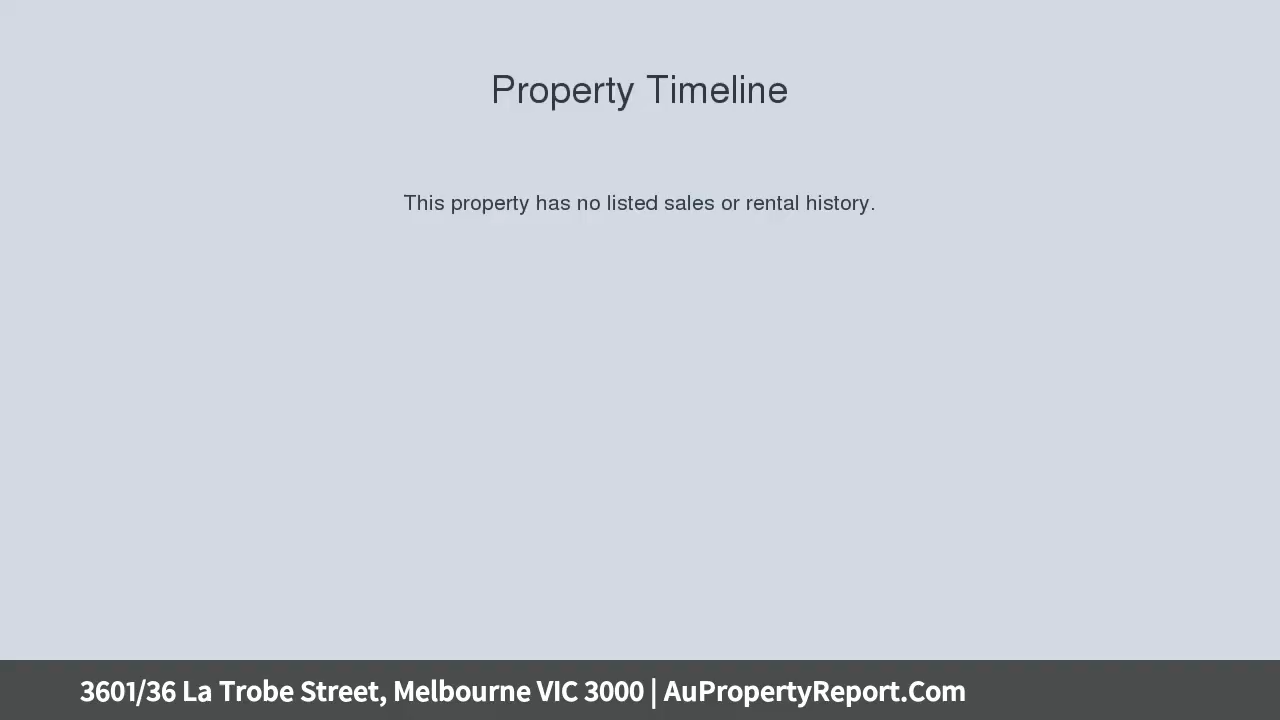 Property Timeline
This property has no listed sales or rental history.
3601/36 La Trobe Street, Melbourne VIC 3000 | AuPropertyReport.Com